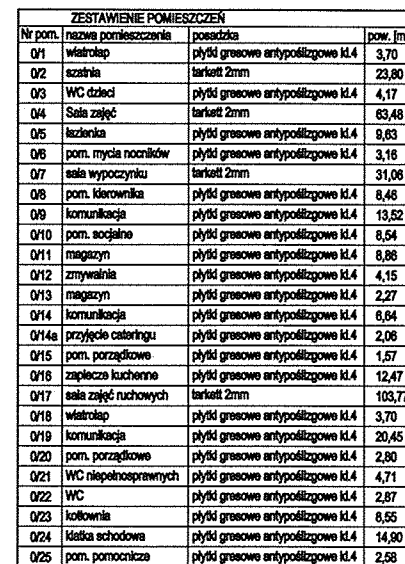 ZESTAWIENIE POMIESZCZEŃ
Nr pom. nazwa pomieszczenia posadzka pow. [m
0/1 wiatrołap płytki gresowe antypoślizgowe kl.4 3,70
0/2 szatnia tarkett 2mm 23,80
0/3 WC dzieci płytki gresowe antypoślizgowe kl.4 4,17
0/4 Sala zajęć tarkett 2mm 63,48
0/5 łazienka płytki gresowe antypoślizgowe kl.4 9,63
0/6 pom. mycia nocników płytki gresowe antypoślizgowe kl.4 3,16
0/7 sala wypoczynku tarkett 2mm 31,06
0/8 pom. kierownika płytki gresowe antypoślizgowe kl.4 8,46
0/9 komunikacja płytki gresowe antypoślizgowe kl.4 13,52
0/10 pom. socjalne płytki gresowe antypoślizgowe kl.4 8,54
0/11 magazyn płytki gresowe antypoślizgowe kl.4 8,86
0/12 zmywalnia płytki gresowe antypoślizgowe kl.4 4,15
0/13 magazyn płytki gresowe antypoślizgowe kl.4 2,27
0/14 komunikacja płytki gresowe antypoślizgowe kl.4 6,64
0/14a przyjęcie cateringu płytki gresowe antypoślizgowe kl.4 2,06
0/15 pom. porządkowe płytki gresowe antypoślizgowe kl.4 1,57
0/16 zaplecze kuchenne płytki gresowe antypoślizgowe kl.4 12,47
0/17 sala zajęć ruchowych tarkett 2mm 103,77
0/18 wiatrołap płytki gresowe antypoślizgowe kl.4 3,70
0/19 komunikacja płytki gresowe antypoślizgowe kl.4 20,45
0/20 pom. porządkowe płytki gresowe antypoślizgowe kl.4 2,80
0/21 WC niepełnosprawnych płytki gresowe antypoślizgowe kl.4 4,71
0/22 WC płytki gresowe antypoślizgowe kl.4 2,87
0/23 kotłownia płytki gresowe antypoślizgowe kl.4 8,55
0/24 klatka schodowa płytki gresowe antypoślizgowe kl.4 14,90
0/25 pom. pomocnicze płytki gresowe antypoślizgowe kl.4 2,58